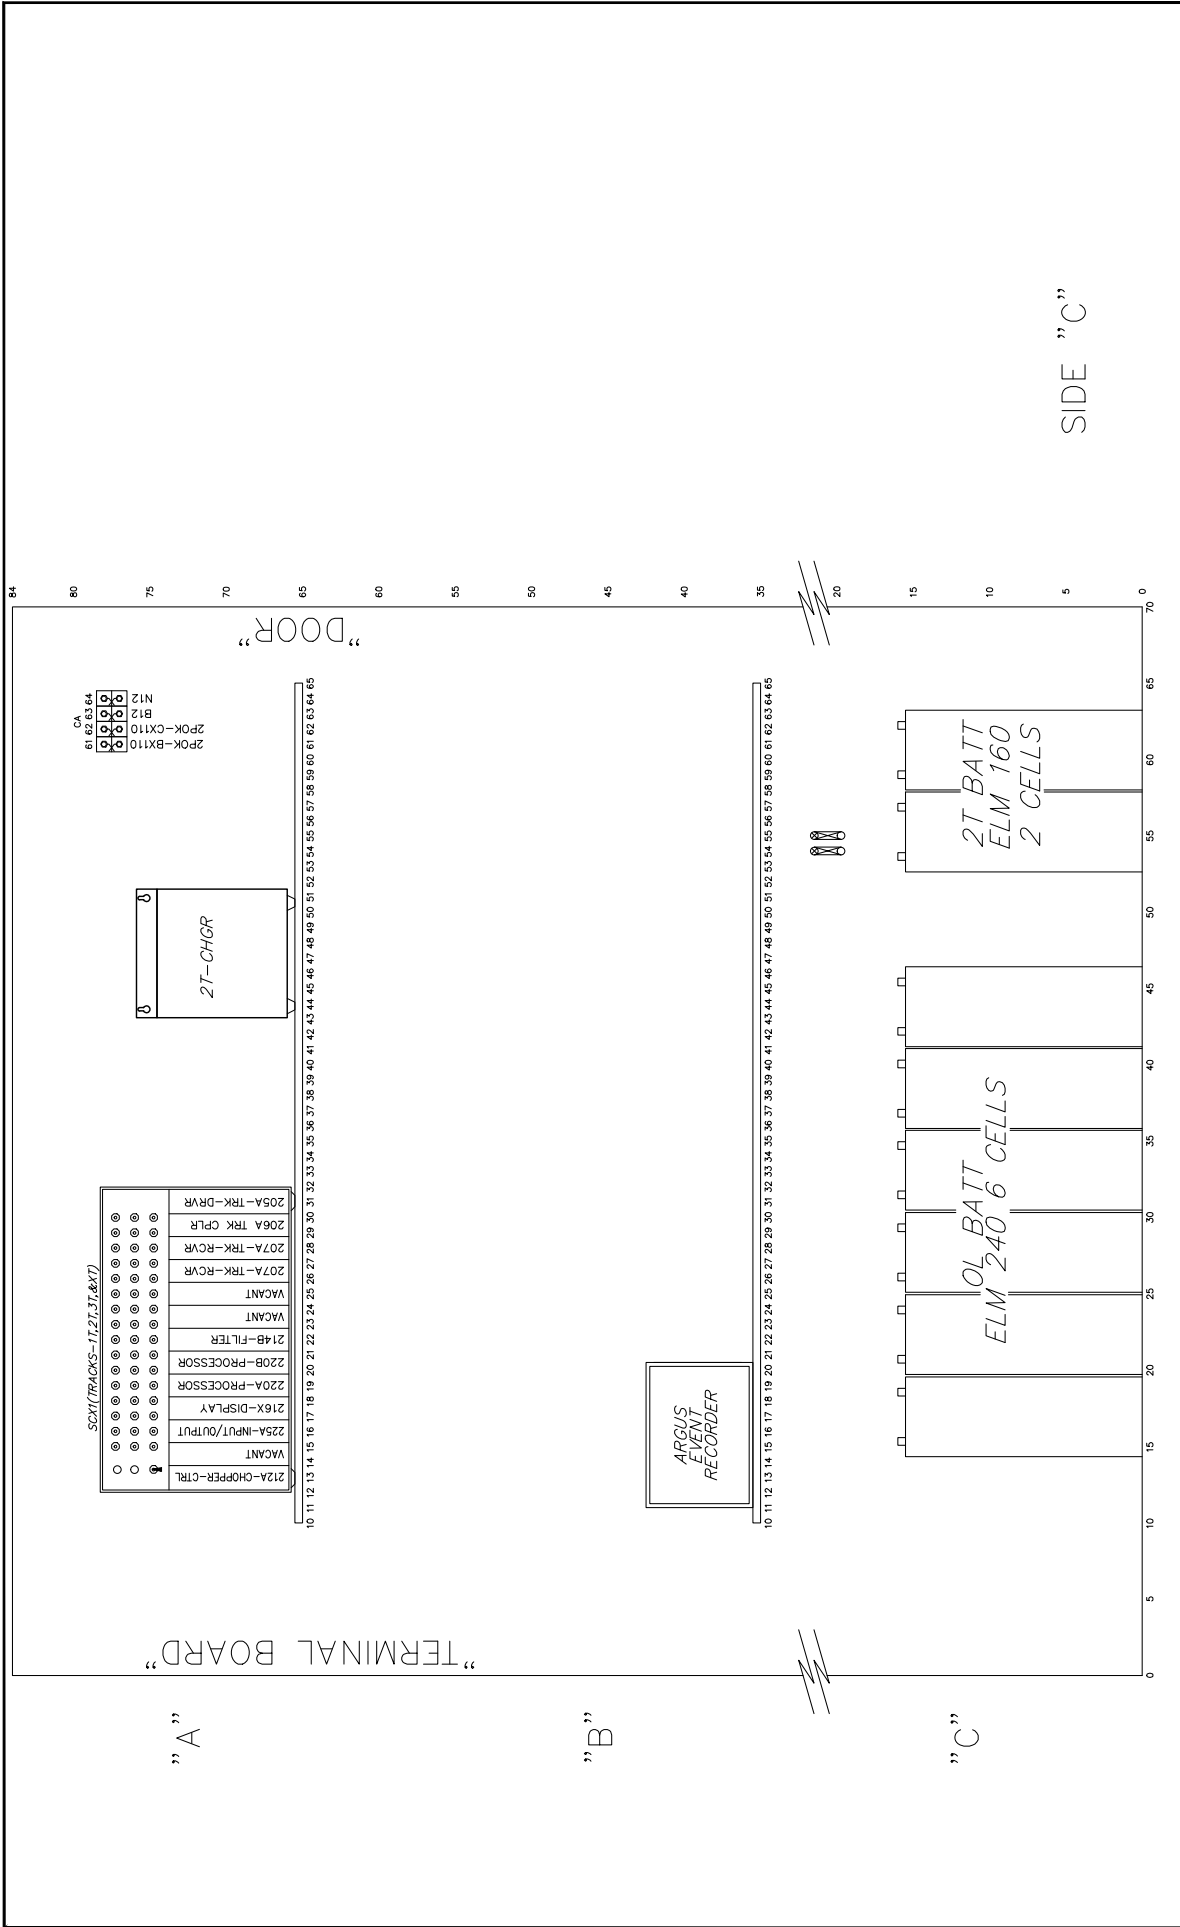 "A"
"B"
"C"
"TERMINAL BOARD"
"DOOR"
SIDE "C"
SCX1(TRACKS-1T,2T,3T,&XT)
212A-CHOPPER-CTRL
VACANT
225A-INPUT/OUTPUT
216X-DISPLAY
220A-PROCESSOR
220B-PROCESSOR
214B-FILTER
VACANT
VACANT
207A-TRK-RCVR
207A-TRK-RCVR
206A TRK CPLR
205A-TRK-DRVR
2T-CHGR
CA
61 62 63 64
2POK-BX110
2POK-CX110
B12
N12
10 11 12 13 14 15 16 17 18 19 20 21 22 23 24 25 26 27 28 29 30 31 32 33 34 35 36 37 38 39 40 41 42 43 44 45 46 47 48 49 50 51 52 53 54 55 56 57 58 59 60 61 62 63 64 65
ARGUS
EVENT
RECORDER
10 11 12 13 14 15 16 17 18 19 20 21 22 23 24 25 26 27 28 29 30 31 32 33 34 35 36 37 38 39 40 41 42 43 44 45 46 47 48 49 50 51 52 53 54 55 56 57 58 59 60 61 62 63 64 65
OL BATT
ELM 240 6 CELLS
2T BATT
ELM 160
2 CELLS
0 5 10 15 20 25 30 35 40 45 50 55 60 65 70
84
80
75
70
65
60
55
50
45
40
35
20
15
10
5
0